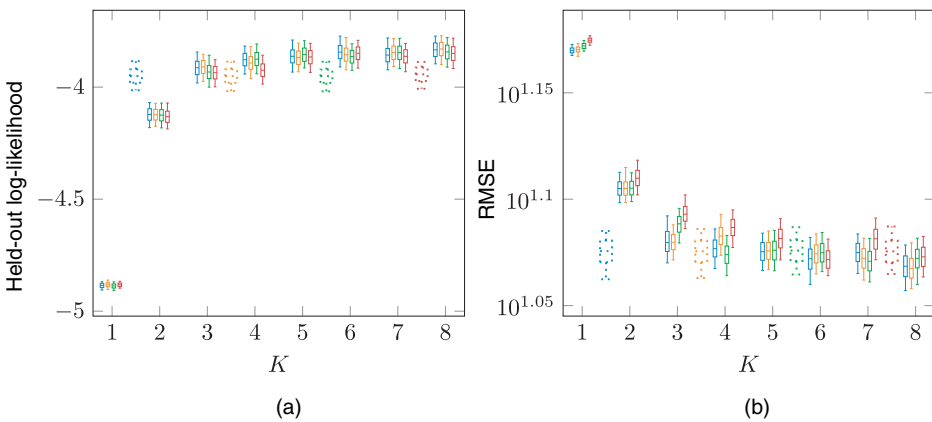 Held-out log-likelihood
−4
−4.5
−5
1 2 3 4 5 6 7 8
K
(a)
RMSE
10^1.15
10^1.1
10^1.05
1 2 3 4 5 6 7 8
K
(b)